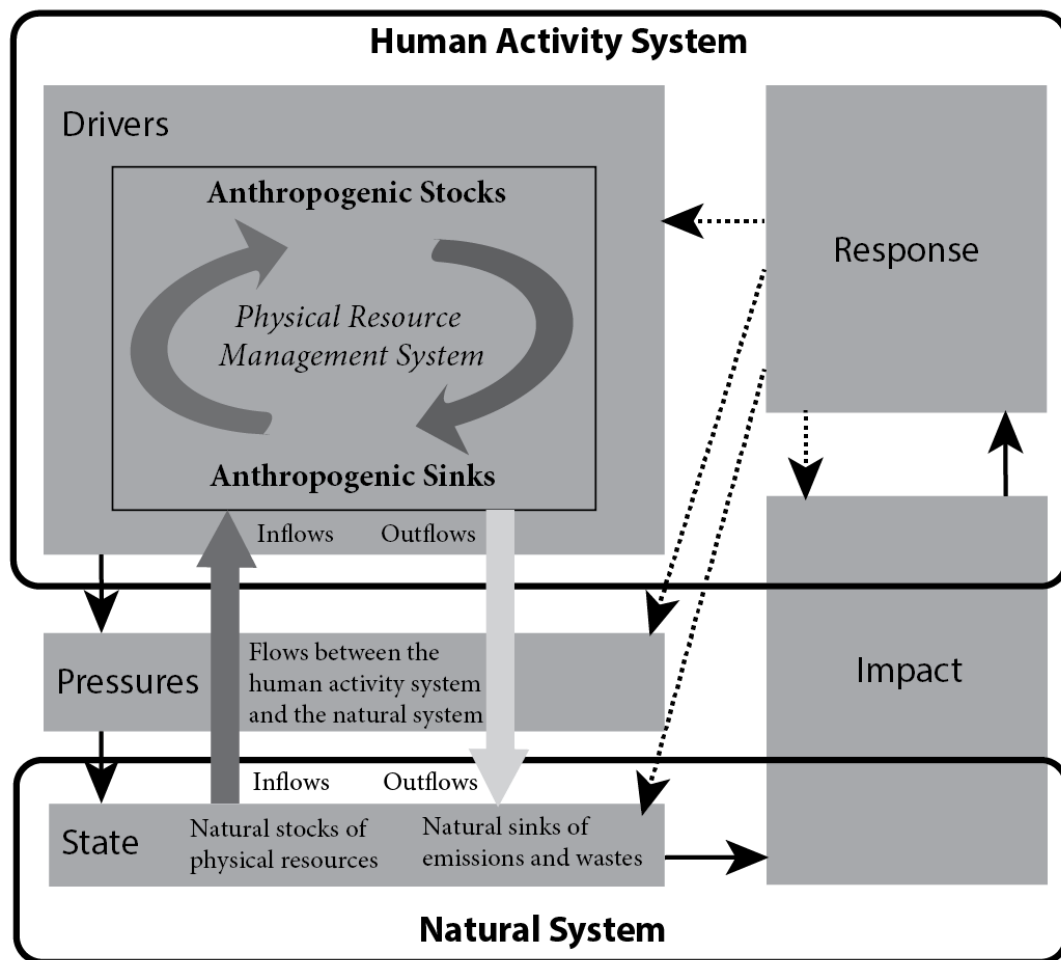 Human Activity System
Drivers
Anthropogenic Stocks
Physical Resource
Management System
Anthropogenic Sinks
Inflows
Outflows
Response
Pressures
Flows between the
human activity system
and the natural system
Impact
Inflows
Outflows
State
Natural stocks of
physical resources
Natural sinks of
emissions and wastes
Natural System